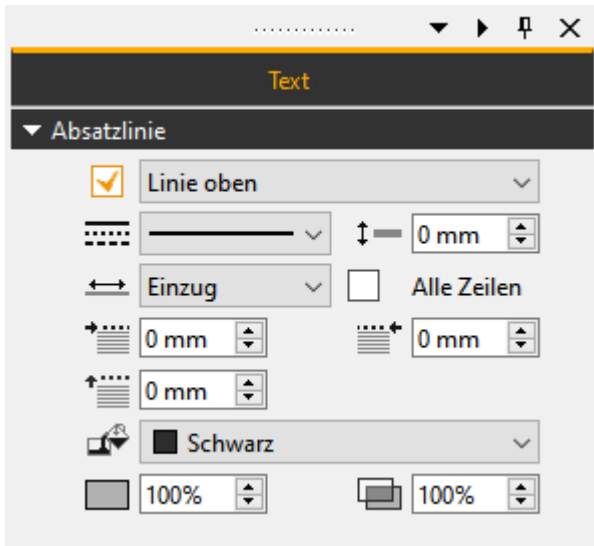 Text
Absatzlinie
Linie oben
0 mm
Einzug
Alle Zeilen
0 mm
0 mm
0 mm
Schwarz
100%
100%